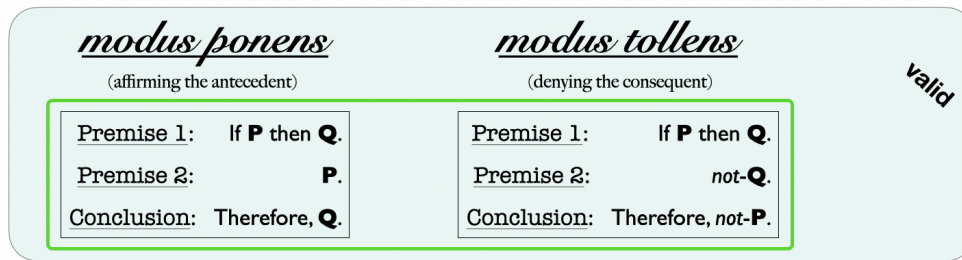 modus ponens
(affirming the antecedent)
Premise 1: If P then Q.
Premise 2: P.
Conclusion: Therefore, Q.
modus tollens
(denying the consequent)
Premise 1: If P then Q.
Premise 2: not-Q.
Conclusion: Therefore, not-P.
valid